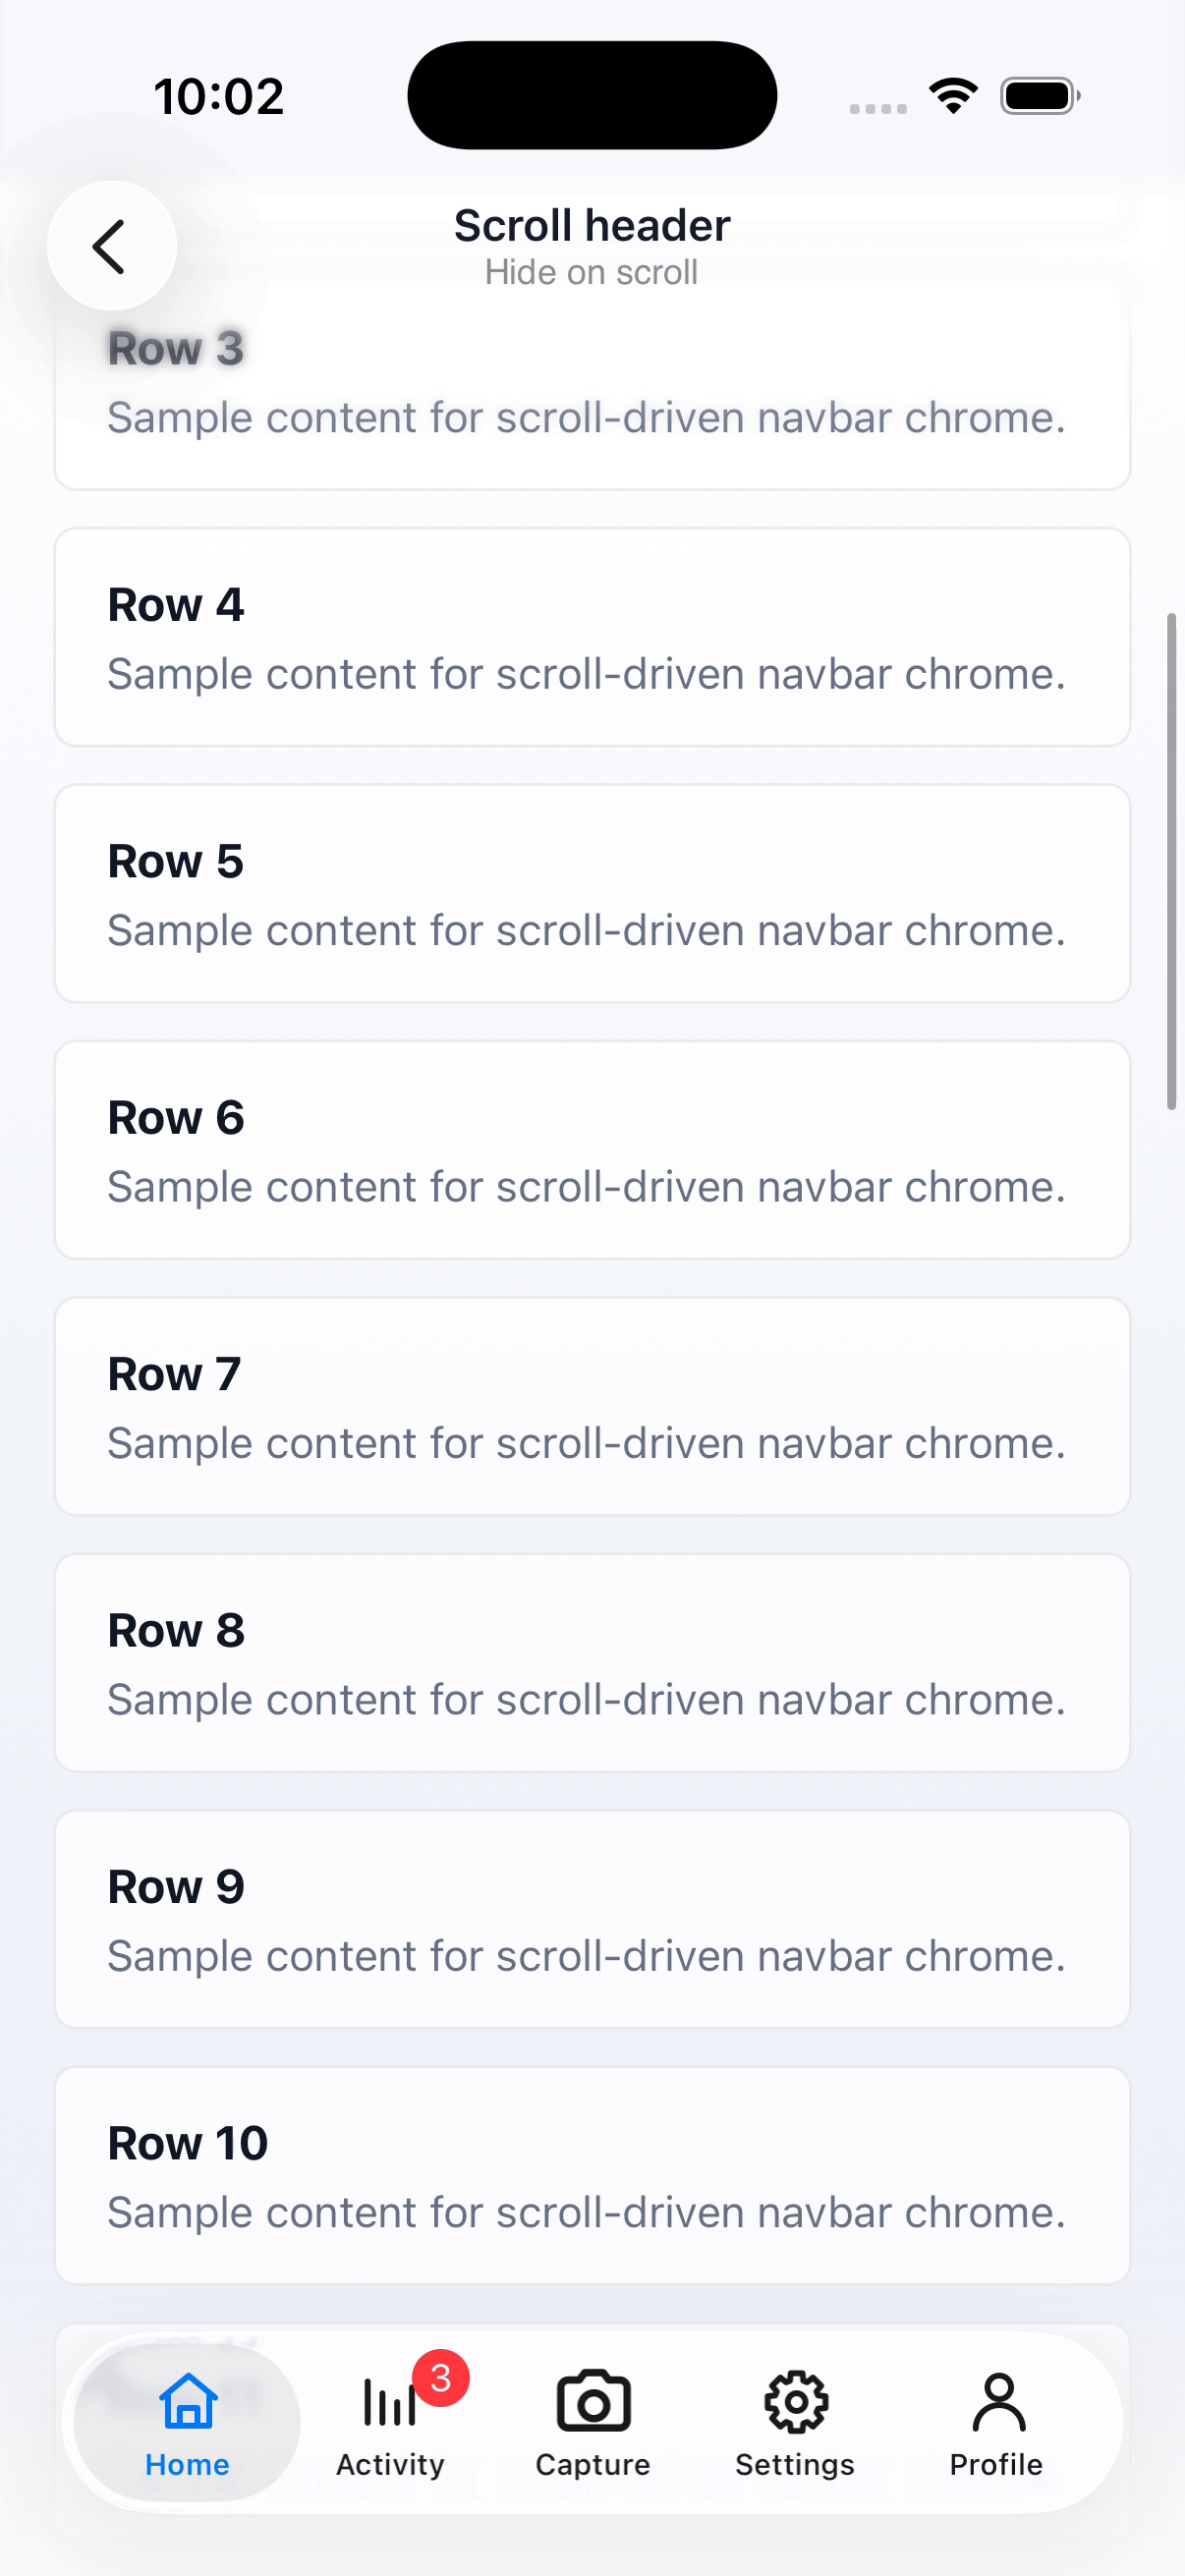 10:02
Scroll header
Hide on scroll
Row 3
Sample content for scroll-driven navbar chrome.
Row 4
Sample content for scroll-driven navbar chrome.
Row 5
Sample content for scroll-driven navbar chrome.
Row 6
Sample content for scroll-driven navbar chrome.
Row 7
Sample content for scroll-driven navbar chrome.
Row 8
Sample content for scroll-driven navbar chrome.
Row 9
Sample content for scroll-driven navbar chrome.
Row 10
Sample content for scroll-driven navbar chrome.
3
Home Activity Capture Settings Profile